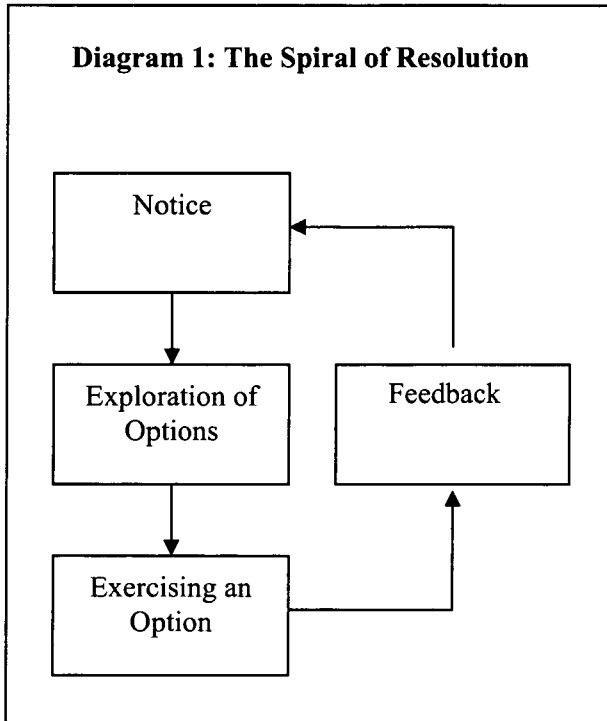 Diagram 1: The Spiral of Resolution
Notice
Exploration of
Options
Feedback
Exercising an
Option